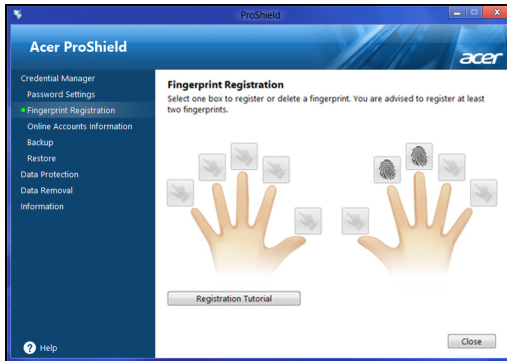 ProShield
Acer ProShield
acer
Credential Manager
Password Settings
Fingerprint Registration
Online Accounts Information
Backup
Restore
Data Protection
Data Removal
Information
Fingerprint Registration
Select one box to register or delete a fingerprint. You are advised to register at least
two fingerprints.
Registration Tutorial
? Help
Close